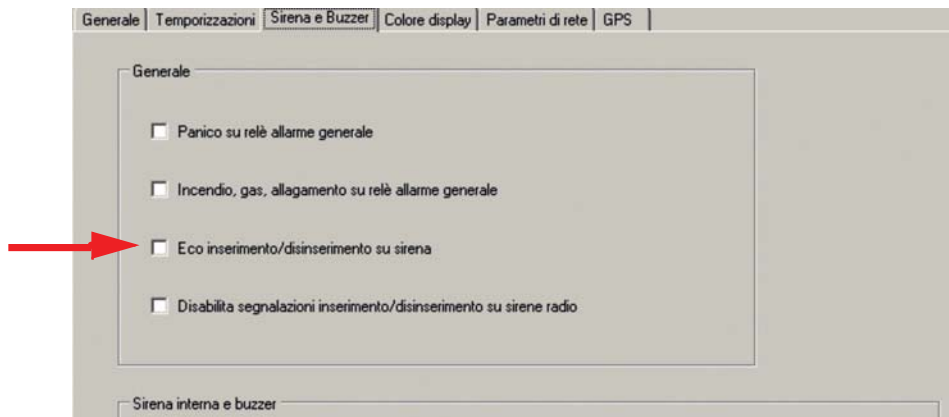 Generale Temporizzazioni Sirena e Buzzer Colore display Parametri di rete GPS
Generale
Panico su relè allarme generale
Incendio, gas, allagamento su relè allarme generale
Eco inserimento/disinserimento su sirena
Disabilita segnalazioni inserimento/disinserimento su sirene radio
Sirena interna e buzzer